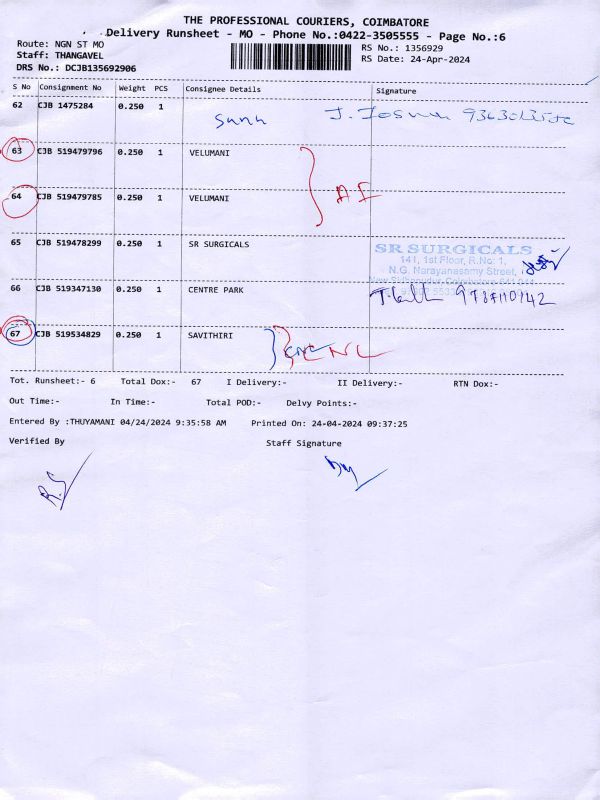 THE PROFESSIONAL COURIERS, COIMBATORE
Delivery Runsheet - MO - Phone No.:0422-3505555 - Page No.:6
Route: NGN ST MO
Staff: THANGAVEL
DRS No.: DCJB135692906
RS No.: 1356929
RS Date: 24-Apr-2024
S No Consignment No Weight PCS Consignee Details Signature
62 CJB 1475284 0.250 1
63 CJB 519479796 0.250 1 VELUMANI
64 CJB 519479785 0.250 1 VELUMANI
65 CJB 519478299 0.250 1 SR SURGICALS
SR SURGICALS
141, 1st Floor, R.No: 1,
N.G. Narayanasamy Street,
66 CJB 519347130 0.250 1 CENTRE PARK
67 CJB 519534829 0.250 1 SAVITHIRI
Tot. Runsheet:- 6 Total Dox:- 67 I Delivery:- II Delivery:- RTN Dox:-
Out Time:- In Time:- Total POD:- Delvy Points:-
Entered By :THUYAMANI 04/24/2024 9:35:58 AM Printed On: 24-04-2024 09:37:25
Verified By Staff Signature